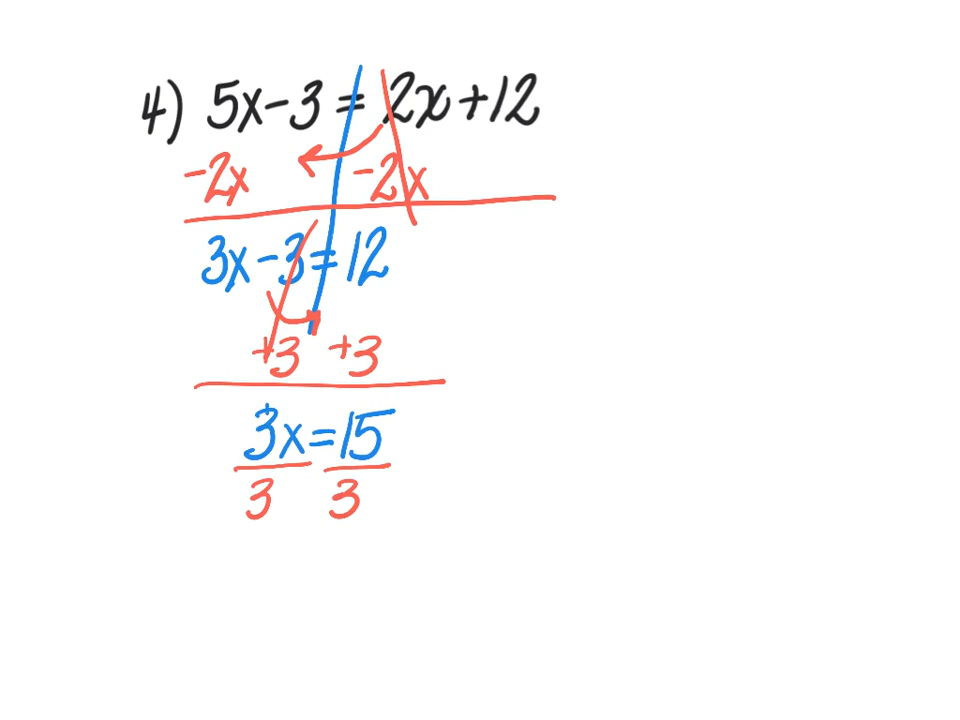 4) 5x-3 = 2x+12
-2x -2x
3x-3=12
+3 +3
3x=15
3 3